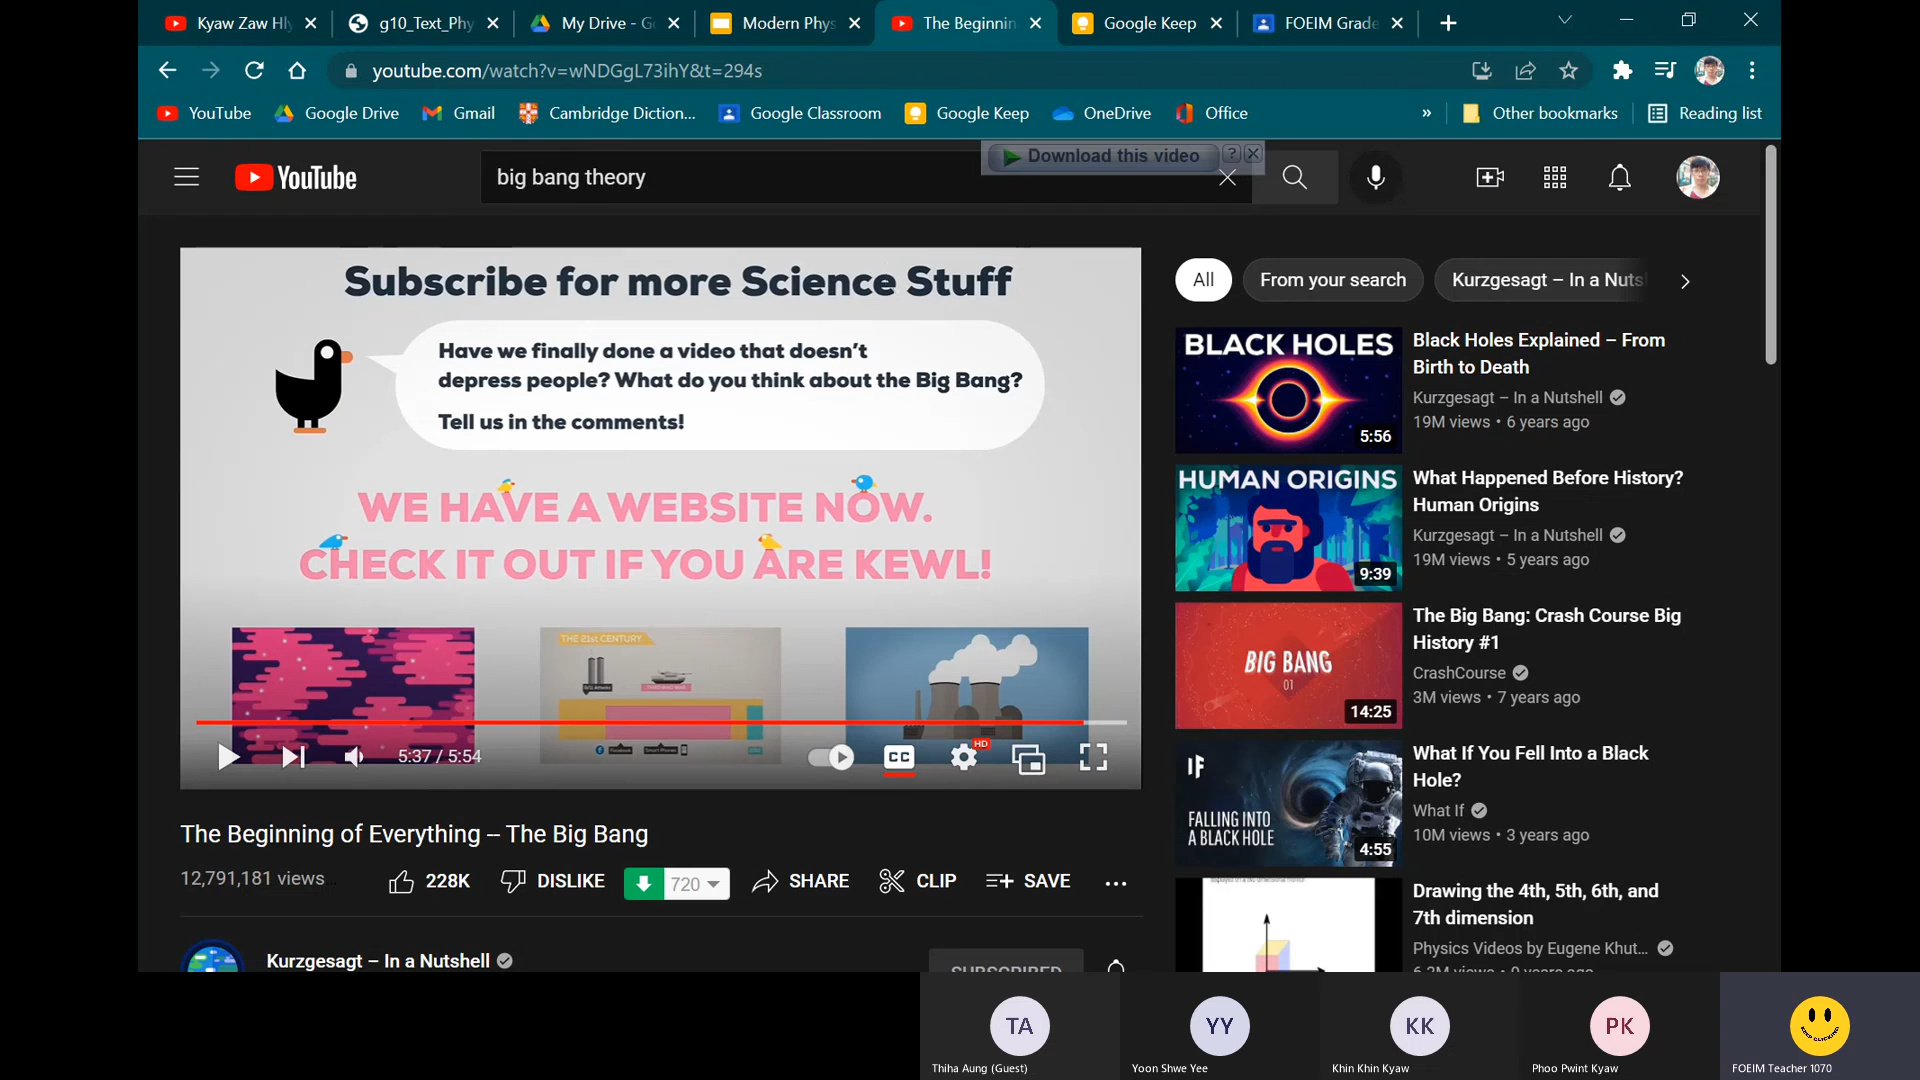 Kyaw Zaw Hl
g10_Text_Phy
My Drive - Go
Modern Phys
The Beginnin
Google Keep
FOEIM Grade
youtube.com/watch?v=wNDGgL73ihY&t=294s
YouTube
Google Drive
Gmail
Cambridge Diction...
Google Classroom
Google Keep
OneDrive
Office
»
Other bookmarks
Reading list
Download this video
?
YouTube
big bang theory
Subscribe for more Science Stuff
Have we finally done a video that doesn't
depress people? What do you think about the Big Bang?
Tell us in the comments!
WE HAVE A WEBSITE NOW.
CHECK IT OUT IF YOU ARE KEWL!
THE 21st CENTURY
5:37 / 5:54
CC
HD
The Beginning of Everything – The Big Bang
12,791,181 views
228K
DISLIKE
720
SHARE
CLIP
SAVE
Kurzgesagt – In a Nutshell
SUBSCRIBED
All
From your search
Kurzgesagt – In a Nuts
BLACK HOLES
5:56
Black Holes Explained – From
Birth to Death
Kurzgesagt – In a Nutshell
19M views • 6 years ago
HUMAN ORIGINS
9:39
What Happened Before History?
Human Origins
Kurzgesagt – In a Nutshell
19M views • 5 years ago
BIG BANG
01
14:25
The Big Bang: Crash Course Big
History #1
CrashCourse
3M views • 7 years ago
IF
FALLING INTO
A BLACK HOLE
4:55
What If You Fell Into a Black
Hole?
What If
10M views • 3 years ago
Drawing the 4th, 5th, 6th, and
7th dimension
Physics Videos by Eugene Khut...
TA
Thiha Aung (Guest)
YY
Yoon Shwe Yee
KK
Khin Khin Kyaw
PK
Phoo Pwint Kyaw
KEEP CLICKING
FOEIM Teacher 1070